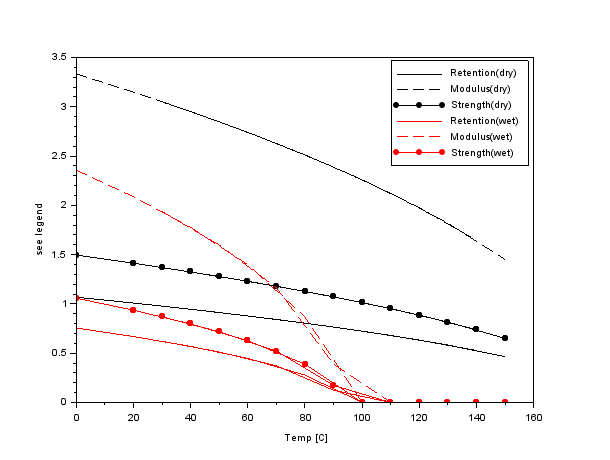 3.5
3
2.5
2
1.5
1
0.5
0
see legend
0
20
40
60
80
100
120
140
160
Temp [C]
Retention(dry)
Modulus(dry)
Strength(dry)
Retention(wet)
Modulus(wet)
Strength(wet)